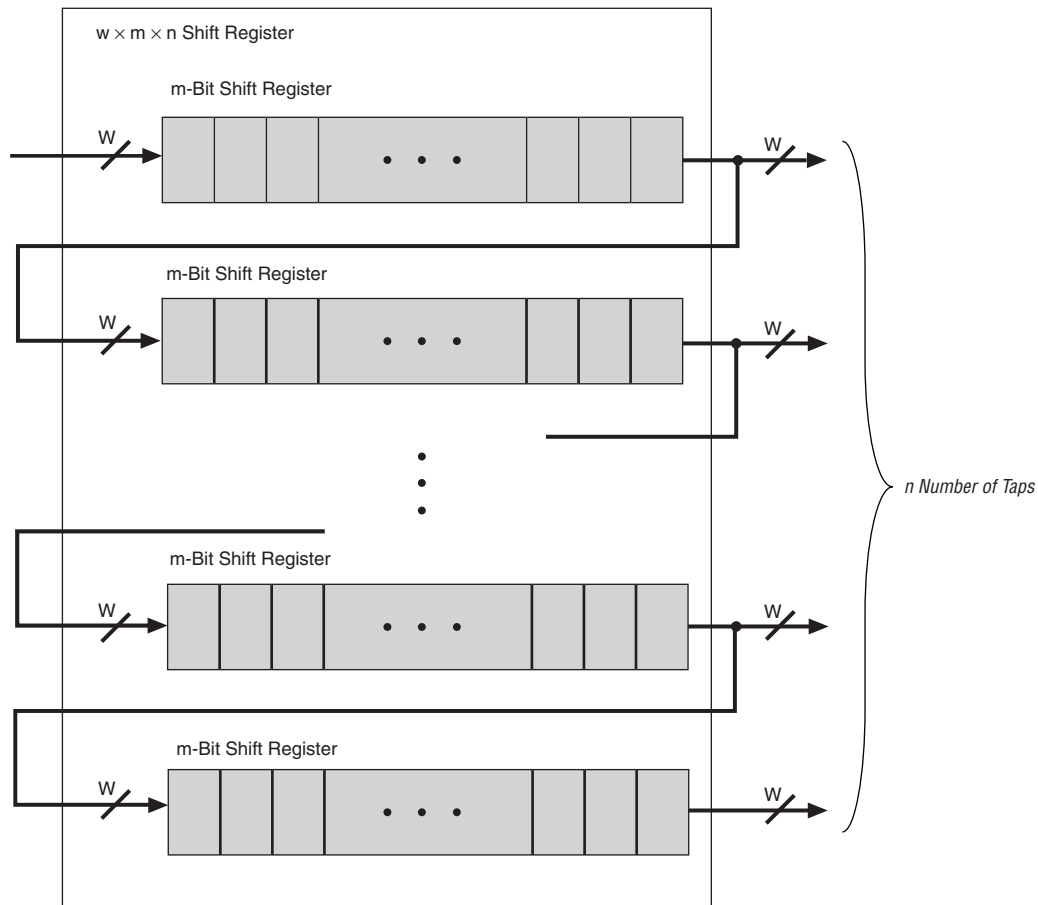 w × m × n Shift Register
m-Bit Shift Register
W
W
m-Bit Shift Register
W
W
n Number of Taps
m-Bit Shift Register
W
W
m-Bit Shift Register
W
W